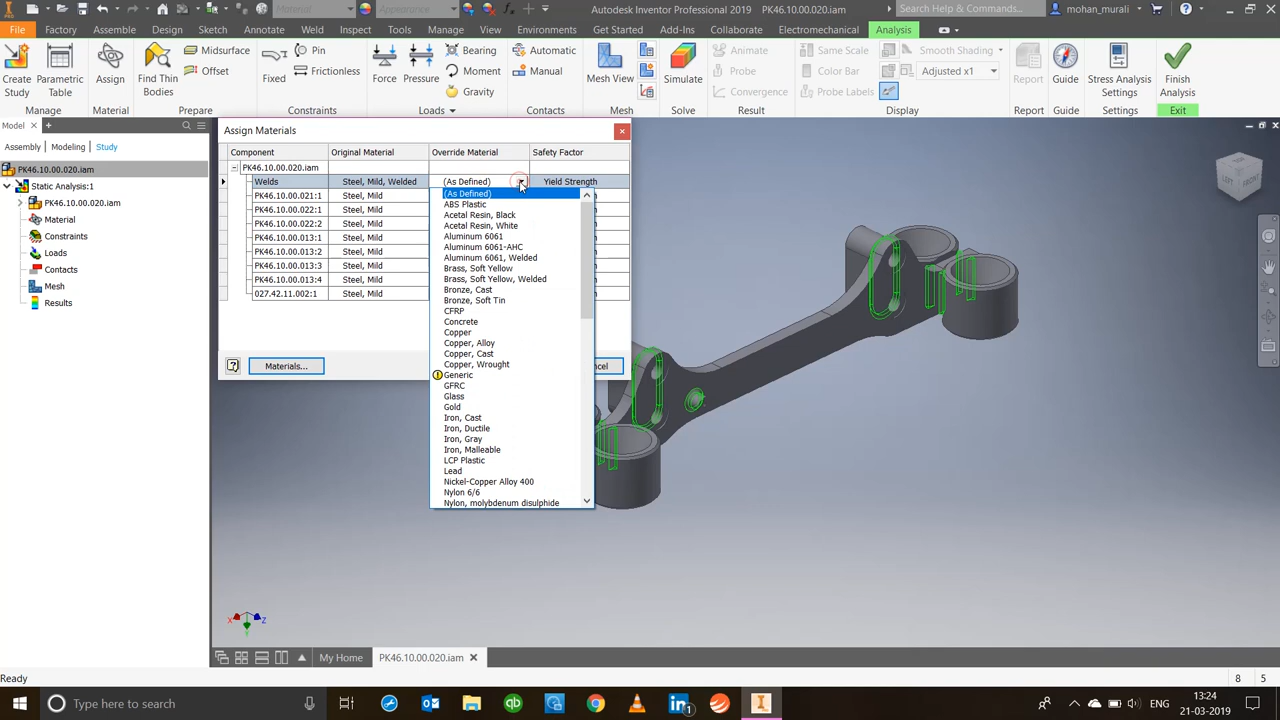 Material
Appearance
Autodesk Inventor Professional 2019 PK46.10.00.020.iam
Search Help & Commands...
mohan_murali
File Factory Assemble Design Sketch Annotate Weld Inspect Tools Manage View Environments Get Started Add-Ins Collaborate Electromechanical Analysis
Create Study
Parametric Table
Assign
Find Thin Bodies
Midsurface
Offset
Fixed
Pin
Frictionless
Force
Pressure
Bearing
Moment
Gravity
Automatic
Manual
Mesh View
Simulate
Animate
Probe
Convergence
Same Scale
Color Bar
Probe Labels
Smooth Shading
Adjusted x1
Report
Guide
Stress Analysis Settings
Finish Analysis
Manage Material Prepare Constraints Loads Contacts Mesh Solve Result Display Report Guide Settings Exit
Model
Assembly Modeling Study
PK46.10.00.020.iam
Static Analysis:1
PK46.10.00.020.iam
Material
Constraints
Loads
Contacts
Mesh
Results
Assign Materials
Component Original Material Override Material Safety Factor
PK46.10.00.020.iam
Welds Steel, Mild, Welded (As Defined) Yield Strength
PK46.10.00.021:1 Steel, Mild
PK46.10.00.022:1 Steel, Mild
PK46.10.00.022:2 Steel, Mild
PK46.10.00.013:1 Steel, Mild
PK46.10.00.013:2 Steel, Mild
PK46.10.00.013:3 Steel, Mild
PK46.10.00.013:4 Steel, Mild
027.42.11.002:1 Steel, Mild
Materials...
(As Defined)
ABS Plastic
Acetal Resin, Black
Acetal Resin, White
Aluminum 6061
Aluminum 6061-AHC
Aluminum 6061, Welded
Brass, Soft Yellow
Brass, Soft Yellow, Welded
Bronze, Cast
Bronze, Soft Tin
CFRP
Concrete
Copper
Copper, Alloy
Copper, Cast
Copper, Wrought
Generic
GFRC
Glass
Gold
Iron, Cast
Iron, Ductile
Iron, Gray
Iron, Malleable
LCP Plastic
Lead
Nickel-Copper Alloy 400
Nylon 6/6
Nylon, molybdenum disulphide
LEFT FRONT
X Y Z
My Home PK46.10.00.020.iam
Ready
8 5
Type here to search
1
ENG
13:24
21-03-2019